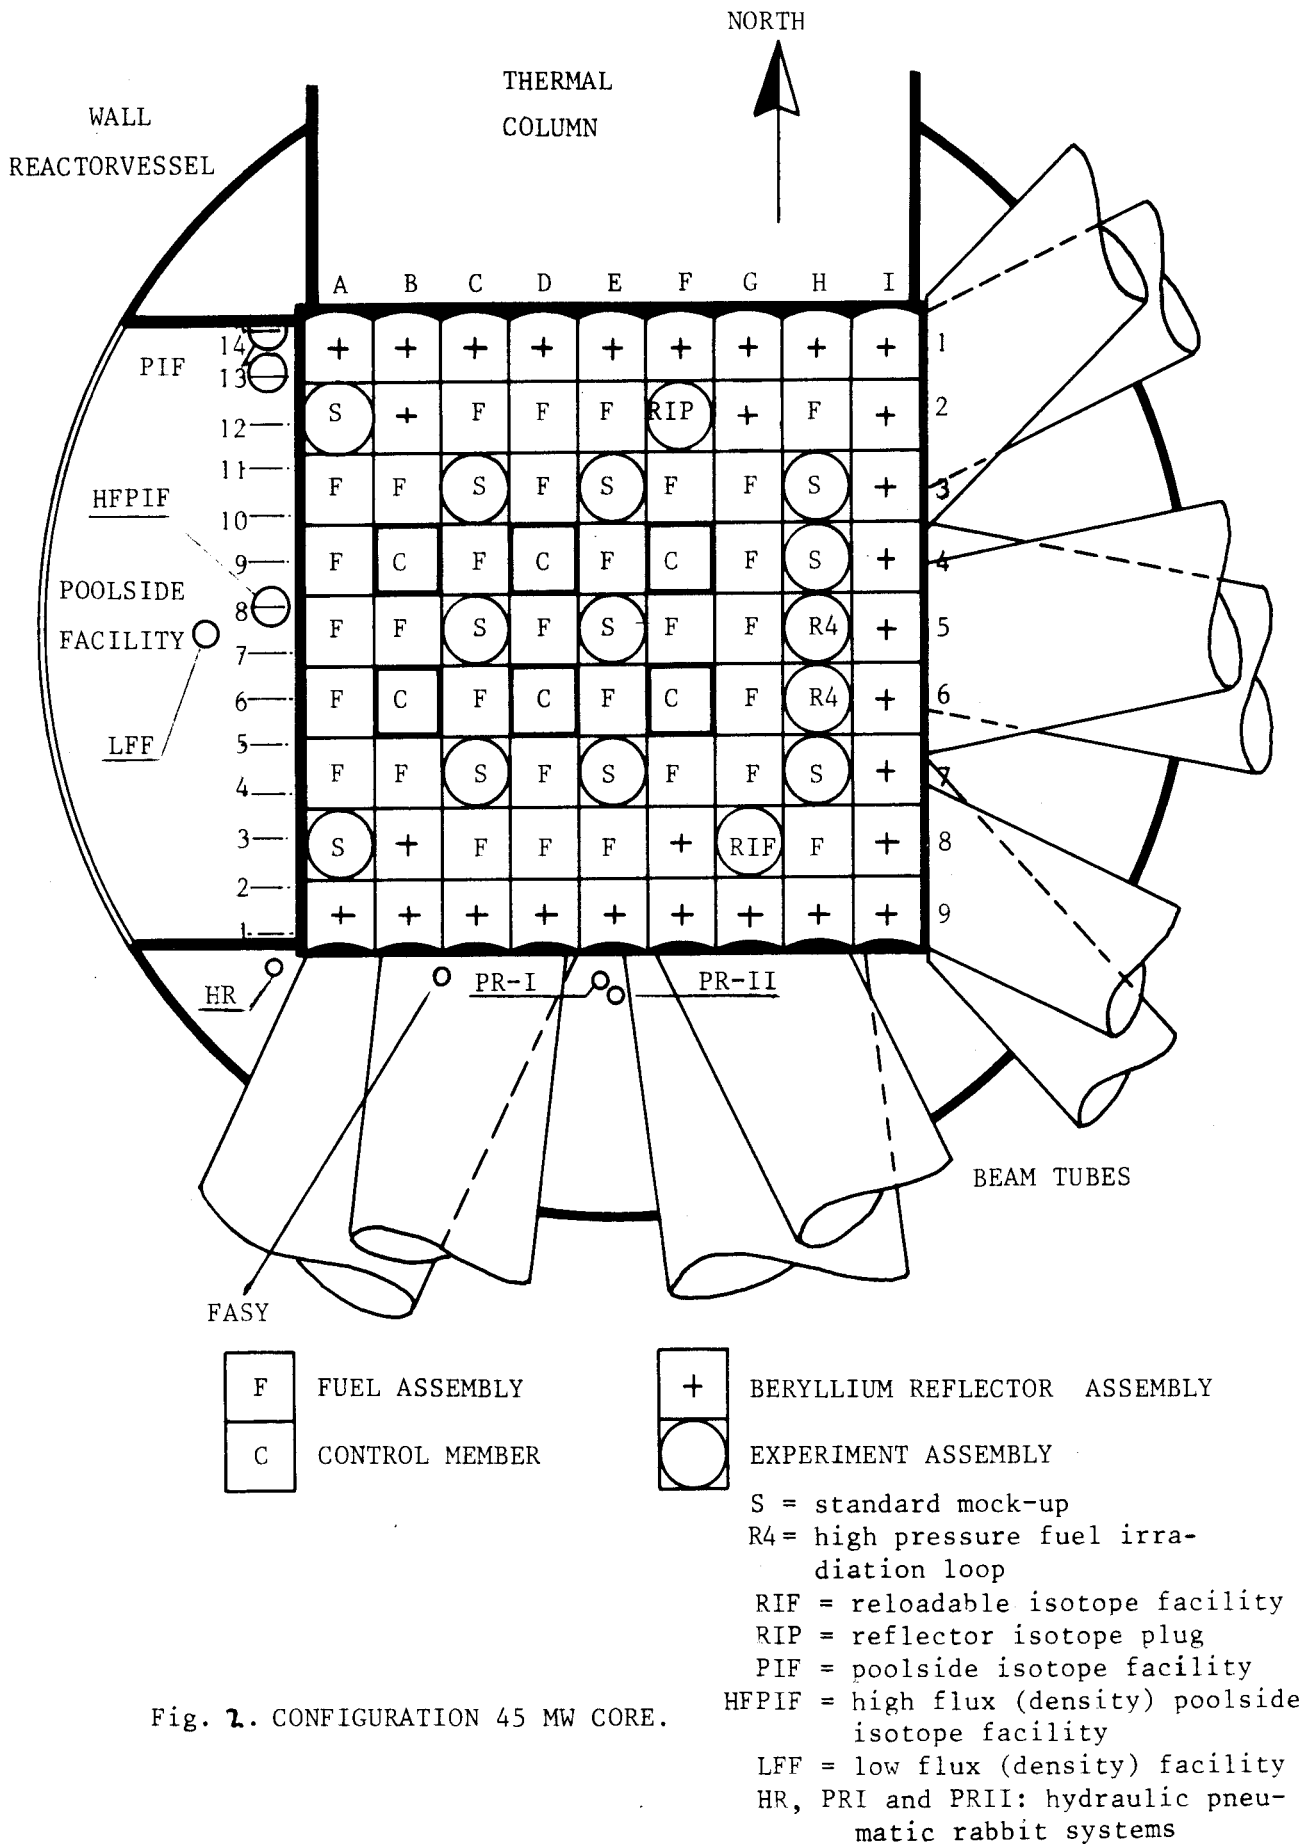 NORTH
THERMAL
COLUMN
WALL
REACTORVESSEL
A B C D E F G H I
14 + + + + + + + + + 1
PIF
13
12 S + F F F RIP + F + 2
11 F F S F S F F S + 3
HFPIF
10
9 F C F C F C F S + 4
POOLSIDE
8
FACILITY
F F S F S F F R4 + 5
7
6 F C F C F C F R4 + 6
LFF
5
F F S F S F F S + 7
4
3 S + F F F + RIF F + 8
2
1 + + + + + + + + + 9
HR
PR-I
PR-II
BEAM TUBES
FASY
F FUEL ASSEMBLY
C CONTROL MEMBER
+ BERYLLIUM REFLECTOR ASSEMBLY
EXPERIMENT ASSEMBLY
S = standard mock-up
R4= high pressure fuel irra-
diation loop
RIF = reloadable isotope facility
RIP = reflector isotope plug
PIF = poolside isotope facility
HFPIF = high flux (density) poolside
isotope facility
LFF = low flux (density) facility
HR, PRI and PRII: hydraulic pneu-
matic rabbit systems
Fig. 2. CONFIGURATION 45 MW CORE.